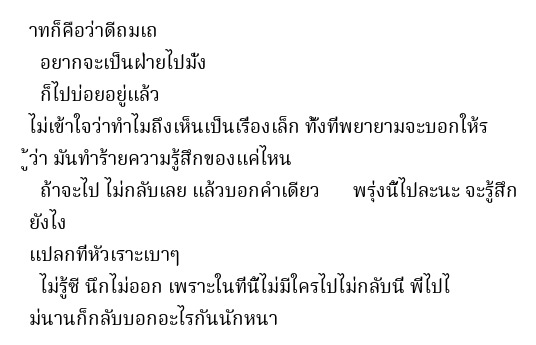 าทก็คือว่าดีถมเถ
อยากจะเป็นฝ่ายไปมั่ง
ก็ไปบ่อยอยู่แล้ว
ไม่เข้าใจว่าทำไมถึงเห็นเป็นเรื่องเล็ก ทั้งที่พยายามจะบอกให้ร
ู้ว่า มันทำร้ายความรู้สึกของแค่ไหน
ถ้าจะไป ไม่กลับเลย แล้วบอกคำเดียว พรุ่งนี้ไปละนะ จะรู้สึก
ยังไง
แปลกที่หัวเราะเบาๆ
ไม่รู้ซี นึกไม่ออก เพราะในที่นี้ไม่มีใครไปไม่กลับนี่ พี่ไปไ
ม่นานก็กลับบอกอะไรกันนักหนา